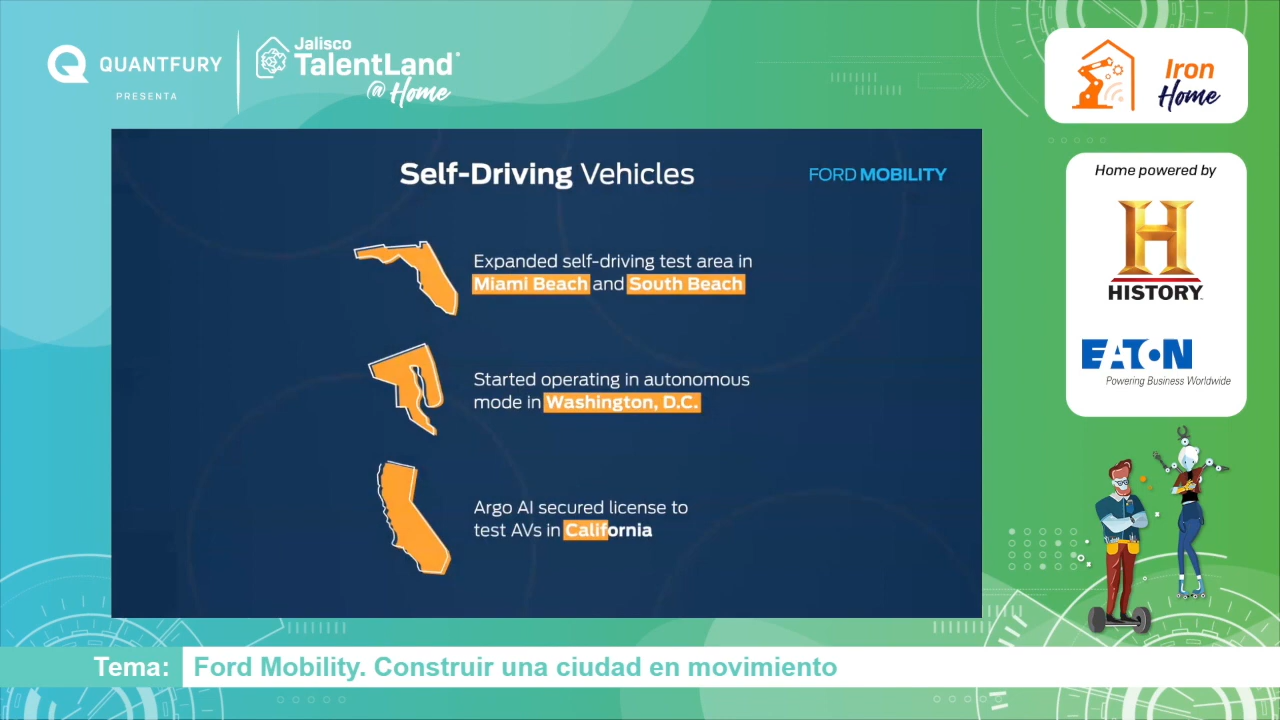 QUANTFURY
PRESENTA
Jalisco
TalentLand
@Home
Iron
Home
Home powered by
HISTORY
EATON
Powering Business Worldwide
Self-Driving Vehicles
FORD MOBILITY
Expanded self-driving test area in
Miami Beach and South Beach
Started operating in autonomous
mode in Washington, D.C.
Argo AI secured license to
test AVs in California
Tema: Ford Mobility. Construir una ciudad en movimiento